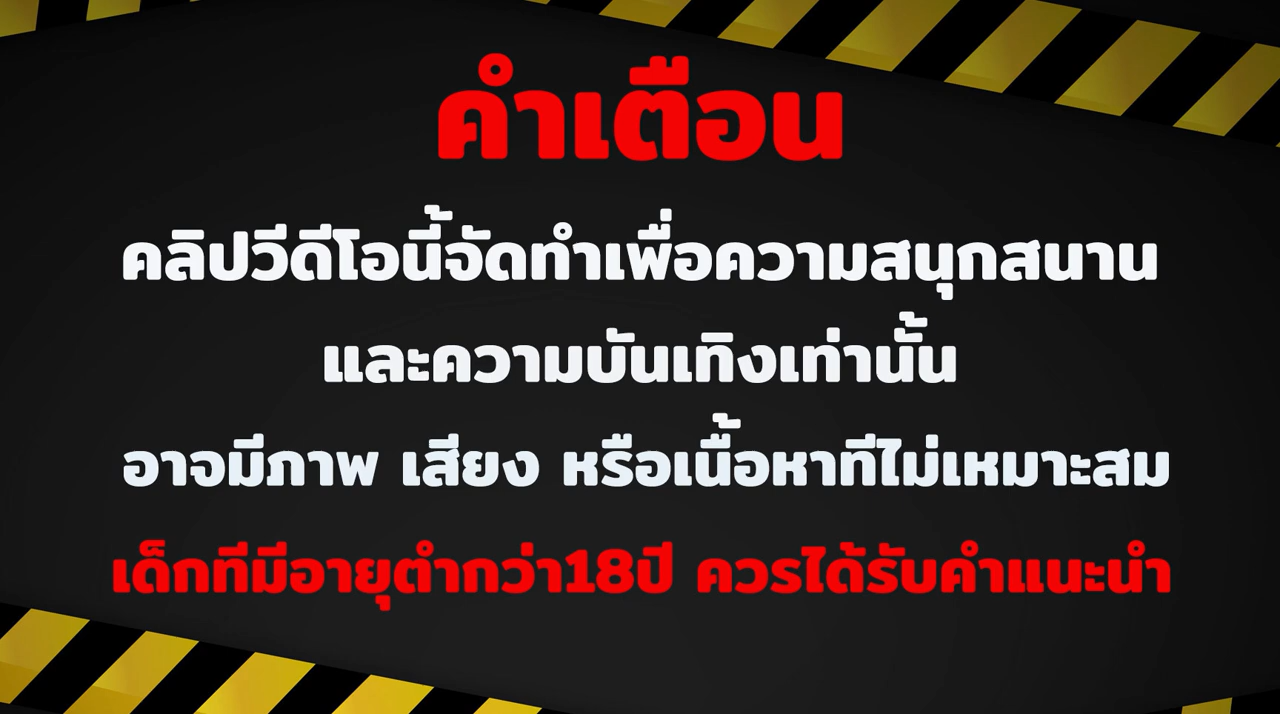 คำเตือน
คลิปวีดีโอนี้จัดทำเพื่อความสนุกสนาน
และความบันเทิงเท่านั้น
อาจมีภาพ เสียง หรือเนื้อหาทีไม่เหมาะสม
เด็กทีมีอายุตำกว่า18ปี ควรได้รับคำแนะนำ